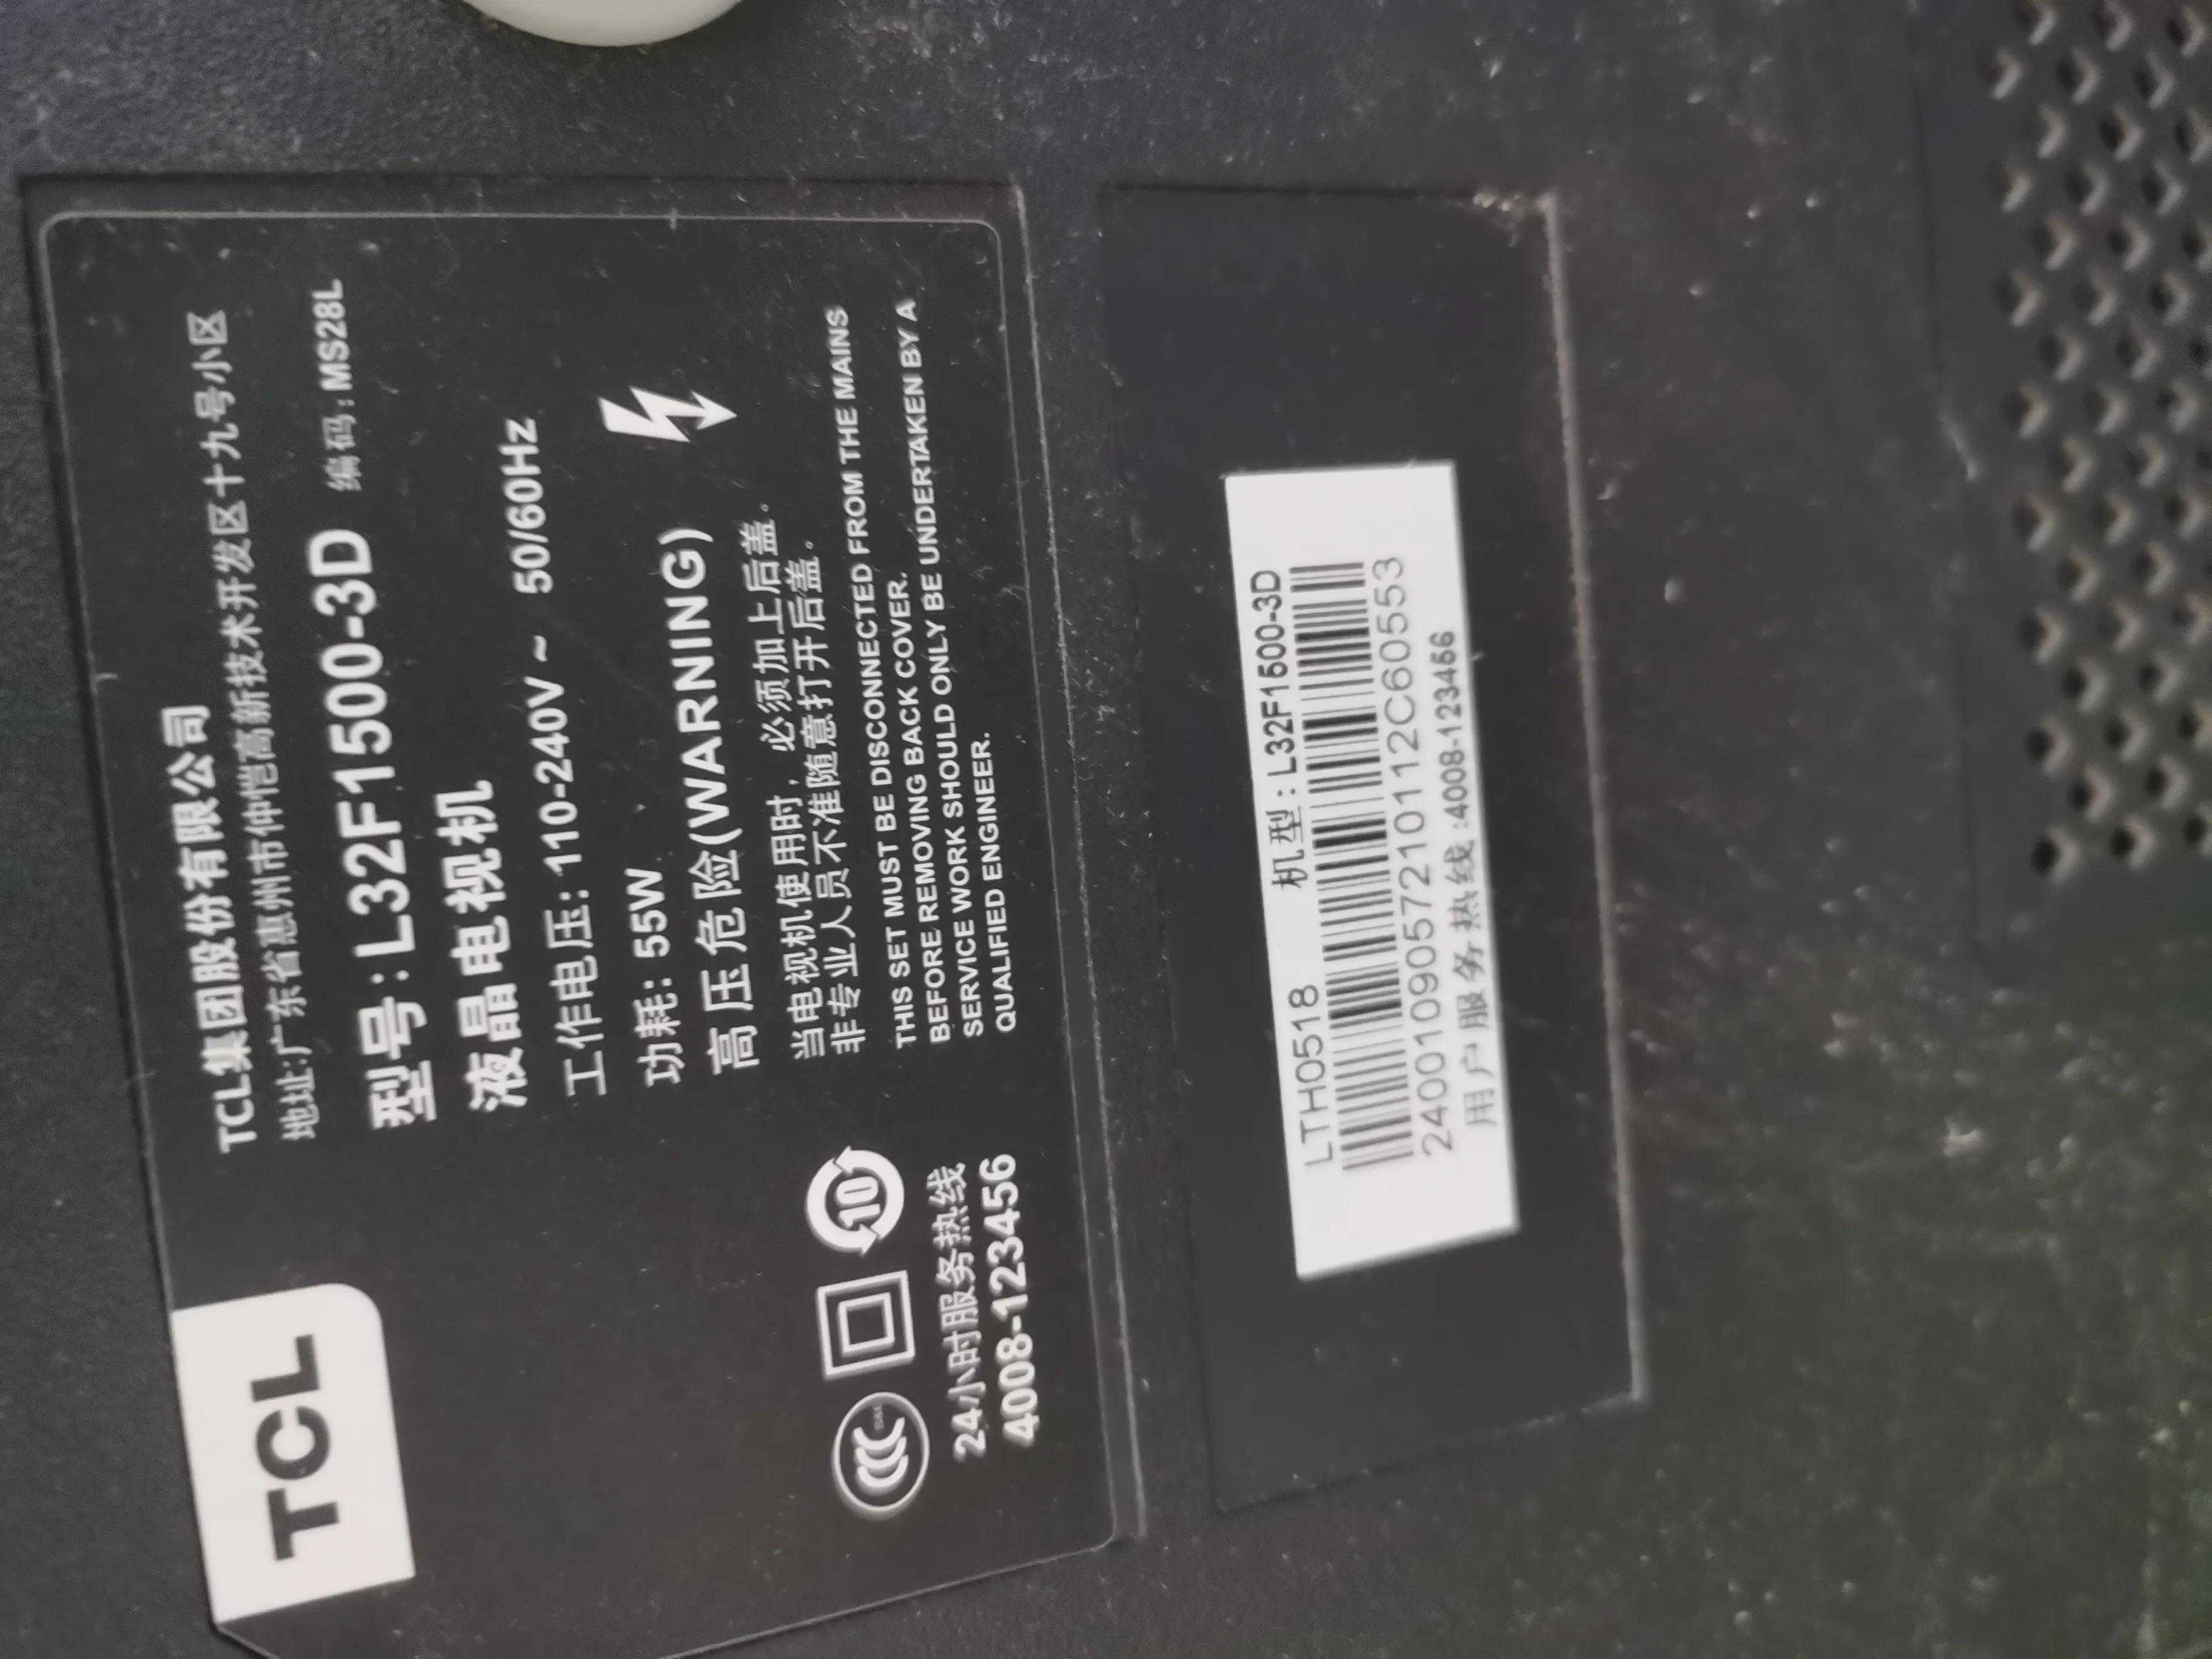 TCL
TCL集团股份有限公司
地址:广东省惠州市仲恺高新技术开发区十九号小区
型号:L32F1500-3D 编码:MS28L
液晶电视机
工作电压: 110-240V ~ 50/60Hz
功耗: 55W
高压危险(WARNING)
当电视机使用时，必须加上后盖。
非专业人员不准随意打开后盖。
THIS SET MUST BE DISCONNECTED FROM THE MAINS
BEFORE REMOVING BACK COVER.
SERVICE WORK SHOULD ONLY BE UNDERTAKEN BY A
QUALIFIED ENGINEER.
10
24小时服务热线
4008-123456
LTH0518 机型:L32F1500-3D
2400109057210112C60553
用户服务热线:4008-123456